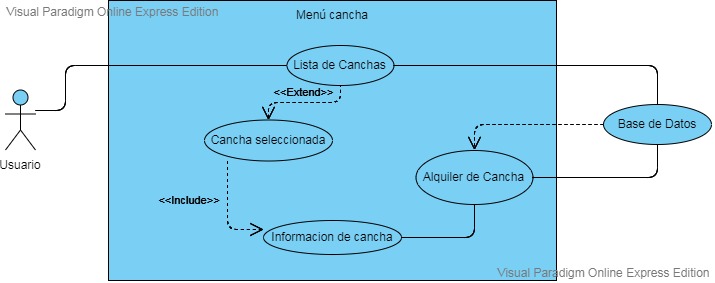 Visual Paradigm Online Express Edition
Menú cancha
Lista de Canchas
<<Extend>>
Usuario
Cancha seleccionada
Base de Datos
Alquiler de Cancha
<<Include>>
Informacion de cancha
Visual Paradigm Online Express Edition